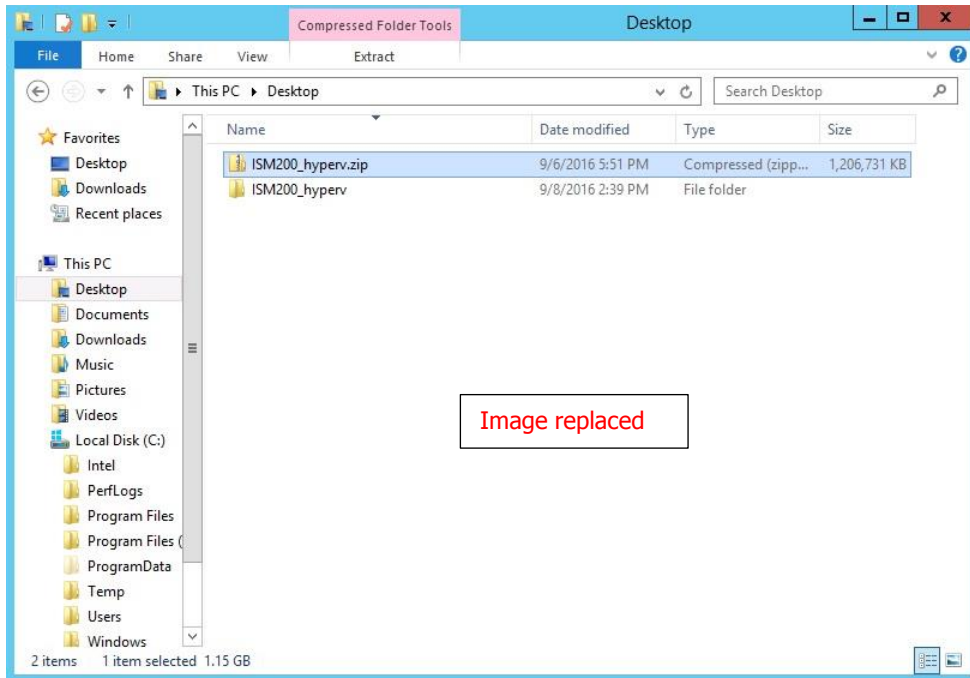 Compressed Folder Tools
Desktop
File
Home
Share
View
Extract
This PC
Desktop
Search Desktop
Name
Date modified
Type
Size
ISM200_hyperv.zip
9/6/2016 5:51 PM
Compressed (zipp...
1,206,731 KB
ISM200_hyperv
9/8/2016 2:39 PM
File folder
Favorites
Desktop
Downloads
Recent places
This PC
Desktop
Documents
Downloads
Music
Pictures
Videos
Local Disk (C:)
Intel
PerfLogs
Program Files
Program Files (
ProgramData
Temp
Users
Windows
Image replaced
2 items
1 item selected 1.15 GB